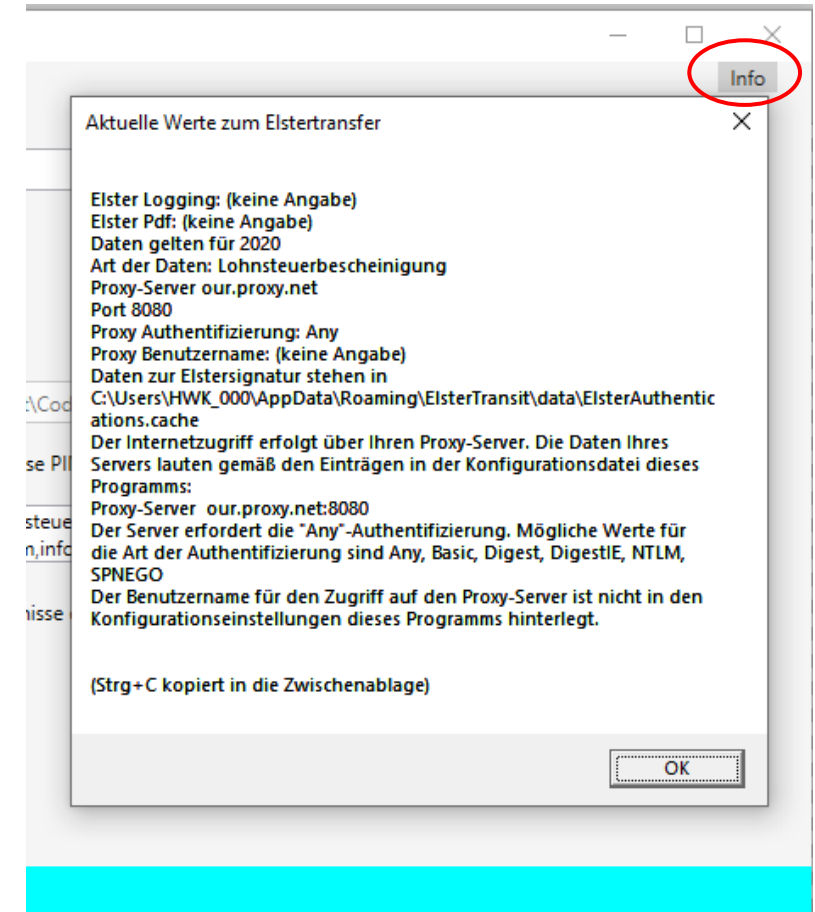 Info
Aktuelle Werte zum Elstertransfer
Elster Logging: (keine Angabe)
Elster Pdf: (keine Angabe)
Daten gelten für 2020
Art der Daten: Lohnsteuerbescheinigung
Proxy-Server our.proxy.net
Port 8080
Proxy Authentifizierung: Any
Proxy Benutzername: (keine Angabe)
Daten zur Elstersignatur stehen in
C:\Users\HWK_000\AppData\Roaming\ElsterTransit\data\ElsterAuthentic
ations.cache
Der Internetzugriff erfolgt über Ihren Proxy-Server. Die Daten Ihres
Servers lauten gemäß den Einträgen in der Konfigurationsdatei dieses
Programms:
Proxy-Server  our.proxy.net:8080
Der Server erfordert die "Any"-Authentifizierung. Mögliche Werte für
die Art der Authentifizierung sind Any, Basic, Digest, DigestIE, NTLM,
SPNEGO
Der Benutzername für den Zugriff auf den Proxy-Server ist nicht in den
Konfigurationseinstellungen dieses Programms hinterlegt.
(Strg+C kopiert in die Zwischenablage)
OK
\Cod
se PI
steue
n,info
nisse